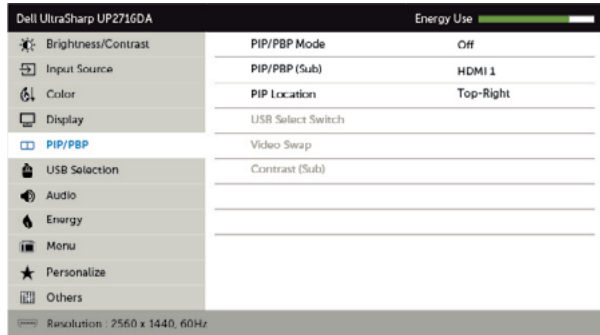 Dell UltraSharp UP2716DA Energy Use
Brightness/Contrast PIP/PBP Mode Off
Input Source PIP/PBP (Sub) HDMI 1
Color PIP Location Top-Right
Display USB Select Switch
PIP/PBP Video Swap
USB Selection Contrast (Sub)
Audio
Energy
Menu
Personalize
Others
Resolution : 2560 x 1440, 60Hz